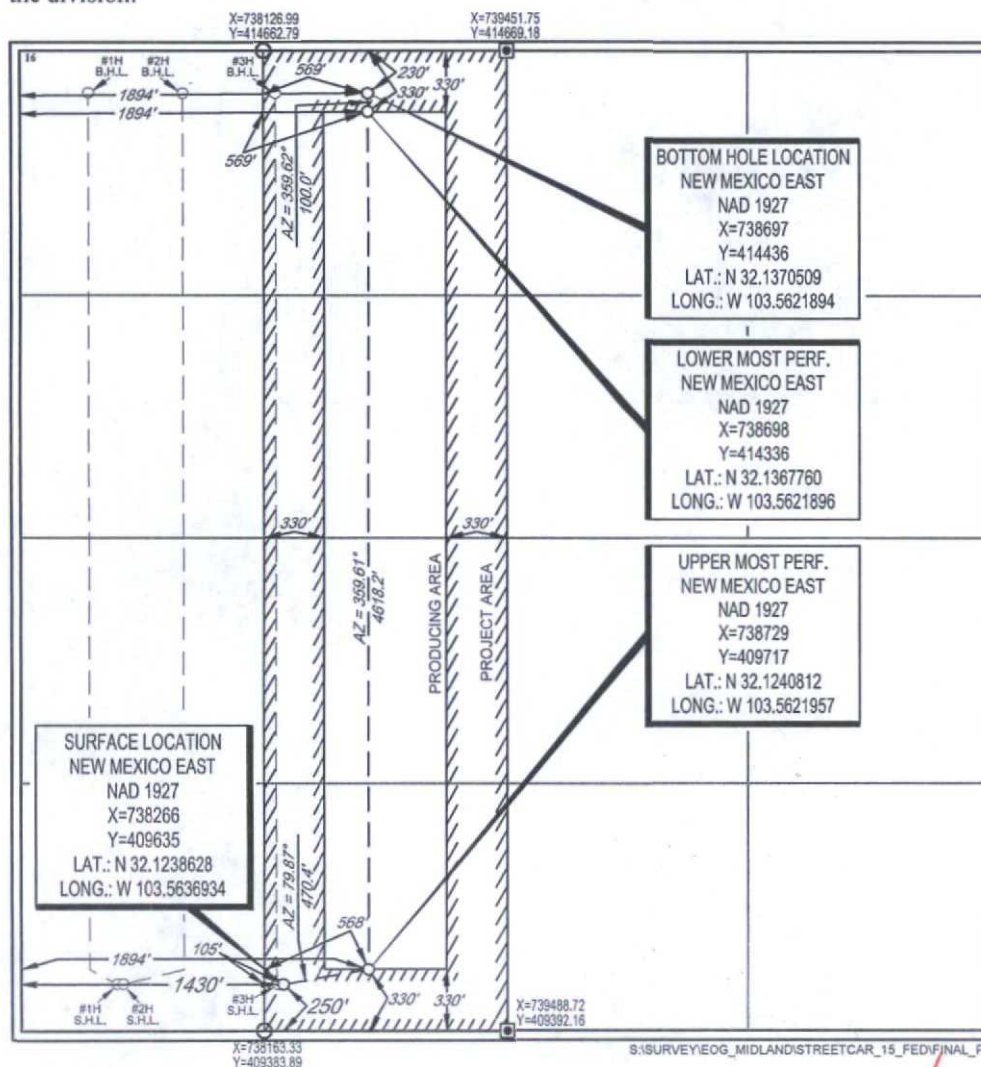 the division.
X=738126.99
Y=414662.79
X=739451.75
Y=414669.18
16
#1H
B.H.L.
#2H
B.H.L.
#3H
B.H.L.
569'
230'
330'
1894'
330'
1894'
569'
AZ = 359.62°
100.0'
BOTTOM HOLE LOCATION
NEW MEXICO EAST
NAD 1927
X=738697
Y=414436
LAT.: N 32.1370509
LONG.: W 103.5621894
LOWER MOST PERF.
NEW MEXICO EAST
NAD 1927
X=738698
Y=414336
LAT.: N 32.1367760
LONG.: W 103.5621896
330'
330'
AZ = 359.61°
4618.2'
PRODUCING AREA
PROJECT AREA
UPPER MOST PERF.
NEW MEXICO EAST
NAD 1927
X=738729
Y=409717
LAT.: N 32.1240812
LONG.: W 103.5621957
SURFACE LOCATION
NEW MEXICO EAST
NAD 1927
X=738266
Y=409635
LAT.: N 32.1238628
LONG.: W 103.5636934
AZ = 79.87°
470.4'
568'
105'
1894'
1430'
#1H
S.H.L.
#2H
S.H.L.
#3H
S.H.L.
250'
330'
330'
X=739488.72
Y=409392.16
X=738163.33
Y=409383.89
S:\SURVEY\EOG_MIDLAND\STREETCAR_15_FED\FINAL_P